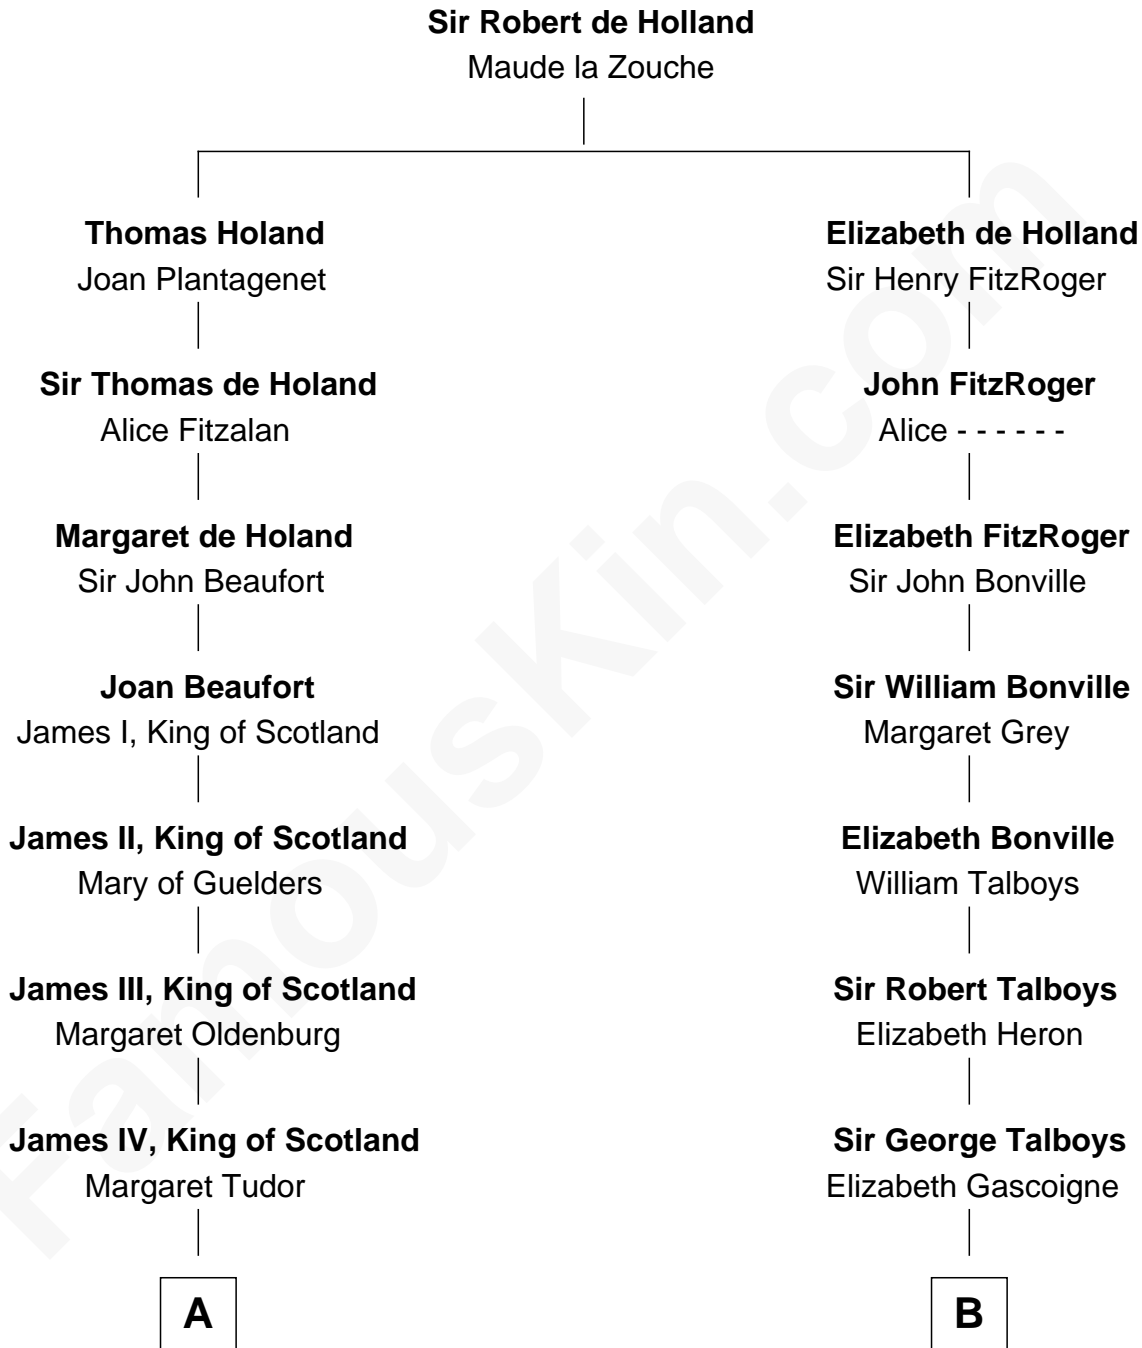 Sir Robert de Holland
Maude la Zouche
Thomas Holand
Joan Plantagenet
Elizabeth de Holland
Sir Henry FitzRoger
Sir Thomas de Holand
Alice Fitzalan
John FitzRoger
Alice - - - - - -
Margaret de Holand
Sir John Beaufort
Elizabeth FitzRoger
Sir John Bonville
Joan Beaufort
James I, King of Scotland
Sir William Bonville
Margaret Grey
James II, King of Scotland
Mary of Guelders
Elizabeth Bonville
William Talboys
James III, King of Scotland
Margaret Oldenburg
Sir Robert Talboys
Elizabeth Heron
James IV, King of Scotland
Margaret Tudor
Sir George Talboys
Elizabeth Gascoigne
A
B
FamousKin.com